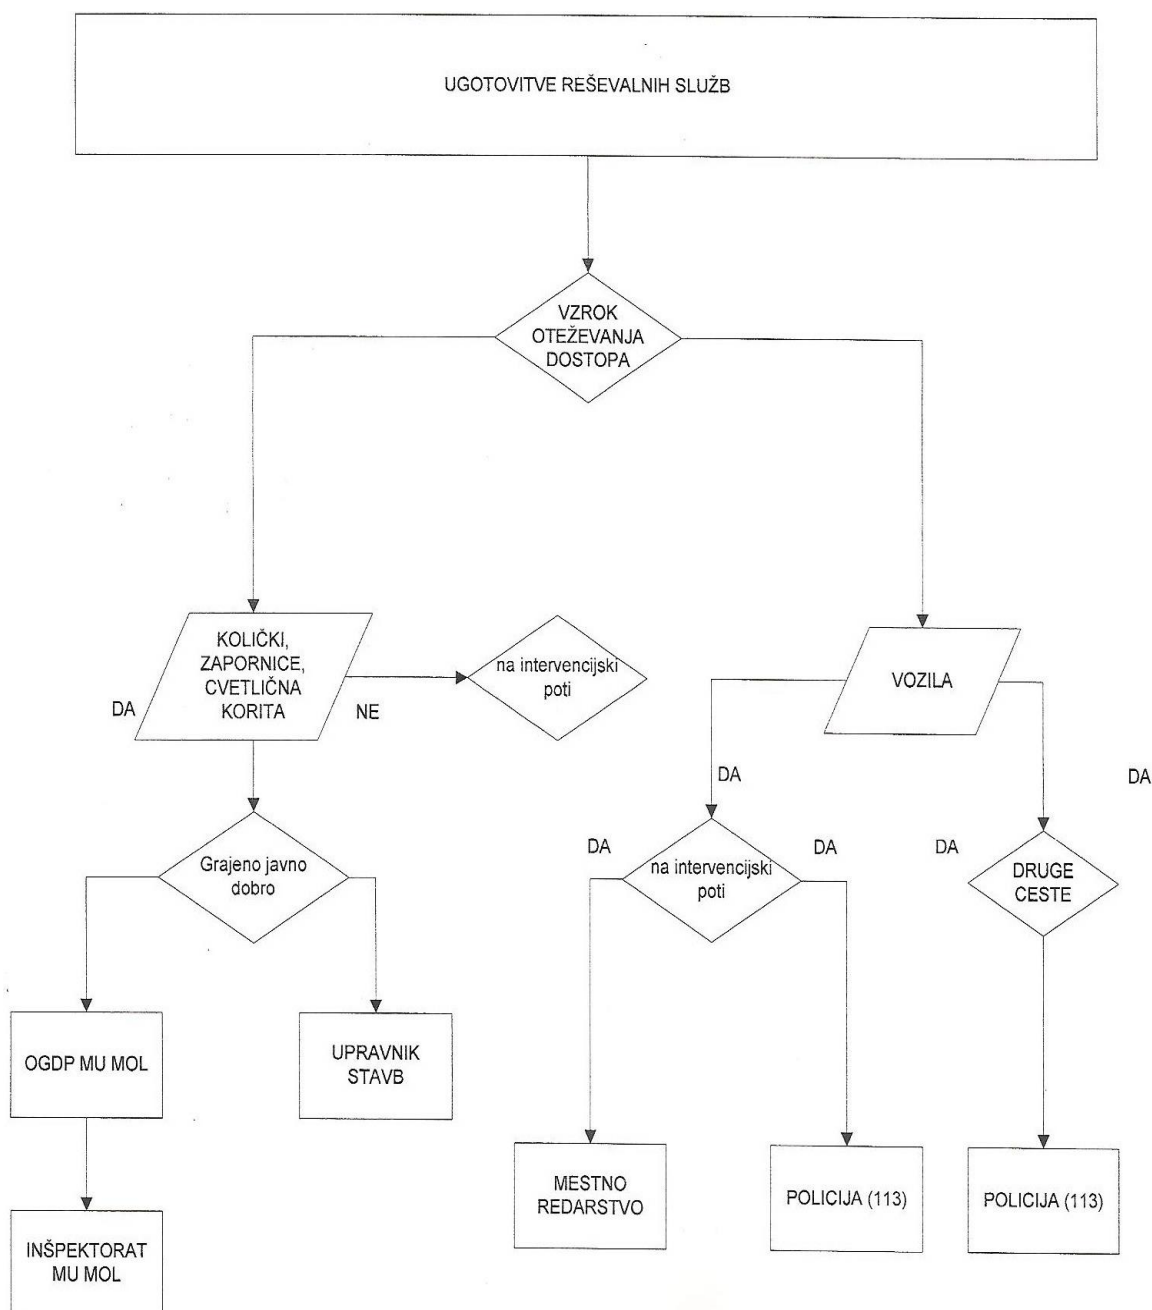 UGOTOVITVE REŠEVALNIH SLUŽB
VZROK
OTEŽEVANJA
DOSTOPA
KOLIČKI,
ZAPORNICE,
CVETLIČNA
KORITA
DA
NE
na intervencijski
poti
VOZILA
DA
DA
Grajeno javno
dobro
DA
na intervencijski
poti
DA
DA
DRUGE
CESTE
OGDP MU MOL
UPRAVNIK
STAVB
INŠPEKTORAT
MU MOL
MESTNO
REDARSTVO
POLICIJA (113)
POLICIJA (113)